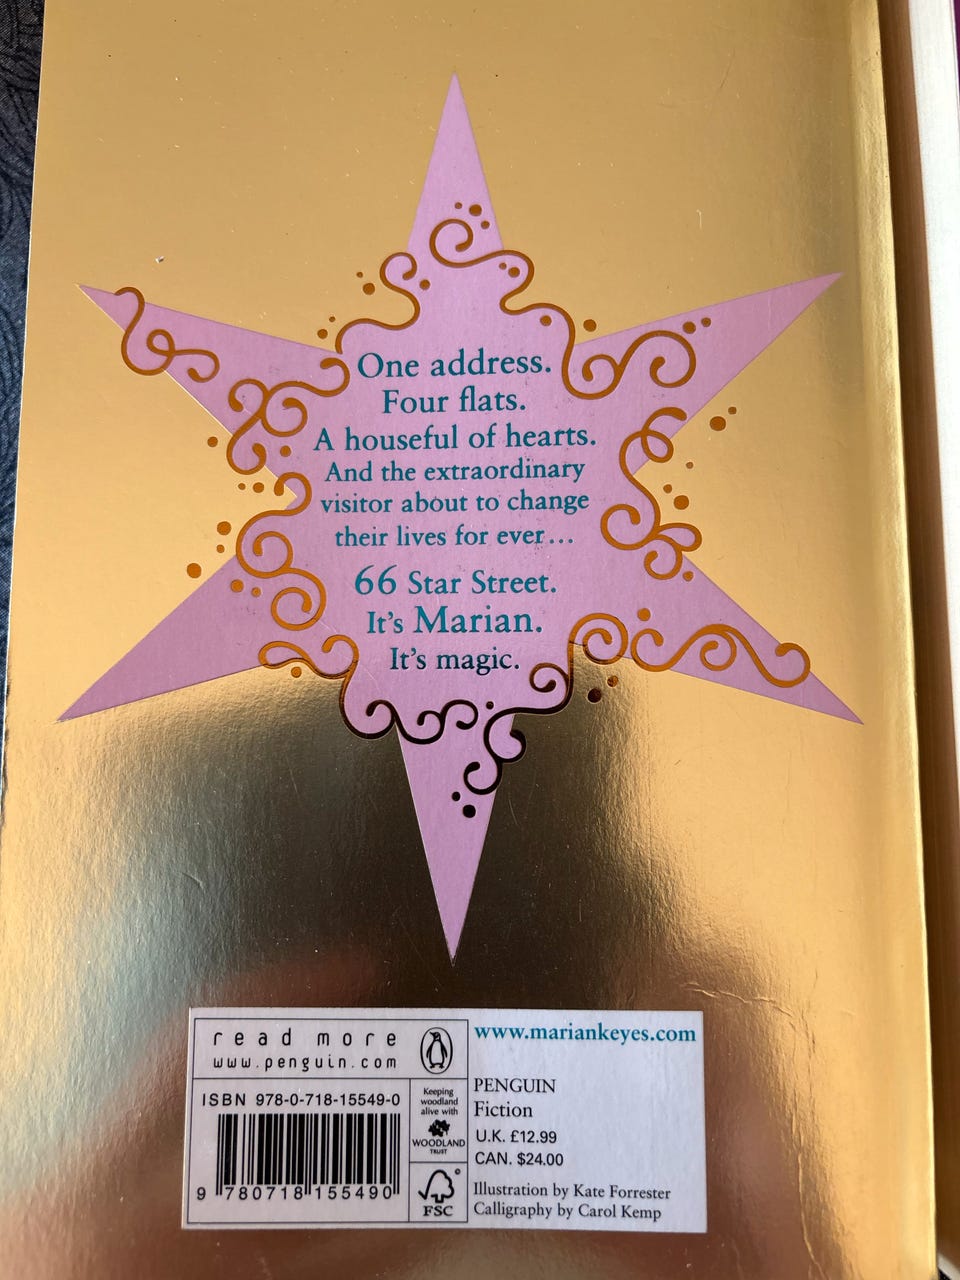 One address.
Four flats.
A houseful of hearts.
And the extraordinary
visitor about to change
their lives for ever...
66 Star Street.
It's Marian.
It's magic.
read more
www.penguin.com
ISBN 978-0-718-15549-0
9 780718 155490
Keeping
woodland
alive with
WOODLAND
TRUST
©
FSC
www.mariankeyes.com
PENGUIN
Fiction
U.K. £12.99
CAN. $24.00
Illustration by Kate Forrester
Calligraphy by Carol Kemp